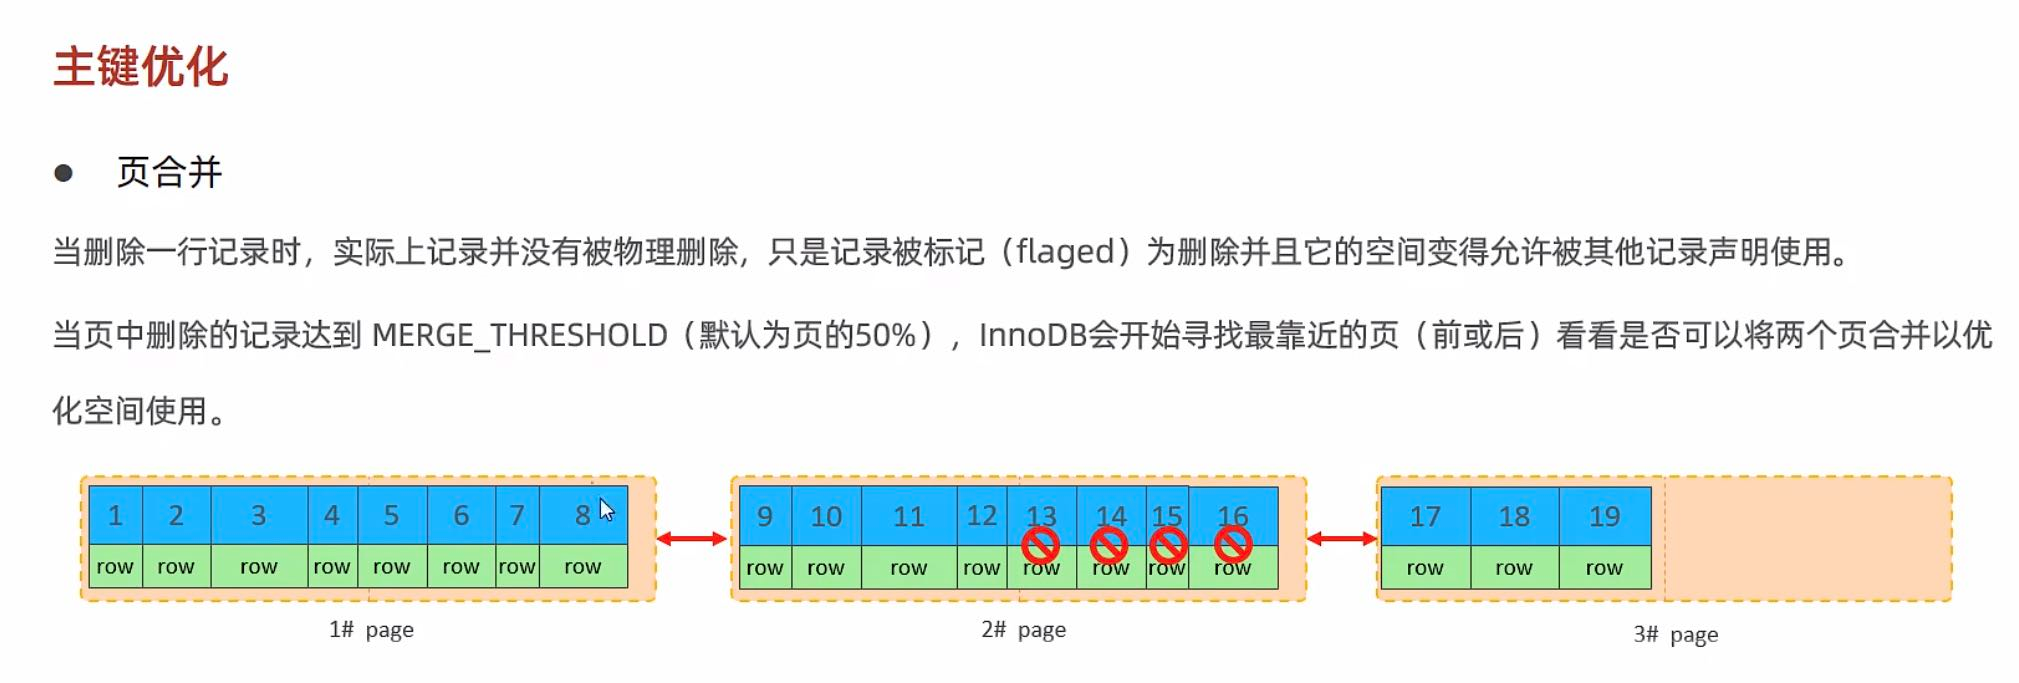 主键优化
● 页合并
当删除一行记录时，实际上记录并没有被物理删除，只是记录被标记（flaged）为删除并且它的空间变得允许被其他记录声明使用。
当页中删除的记录达到 MERGE_THRESHOLD（默认为页的50%），InnoDB会开始寻找最靠近的页（前或后）看看是否可以将两个页合并以优
化空间使用。
1 2 3 4 5 6 7 8
row row row row row row row row
1# page
9 10 11 12 13 14 15 16
row row row row row row row row
2# page
17 18 19
row row row
3# page